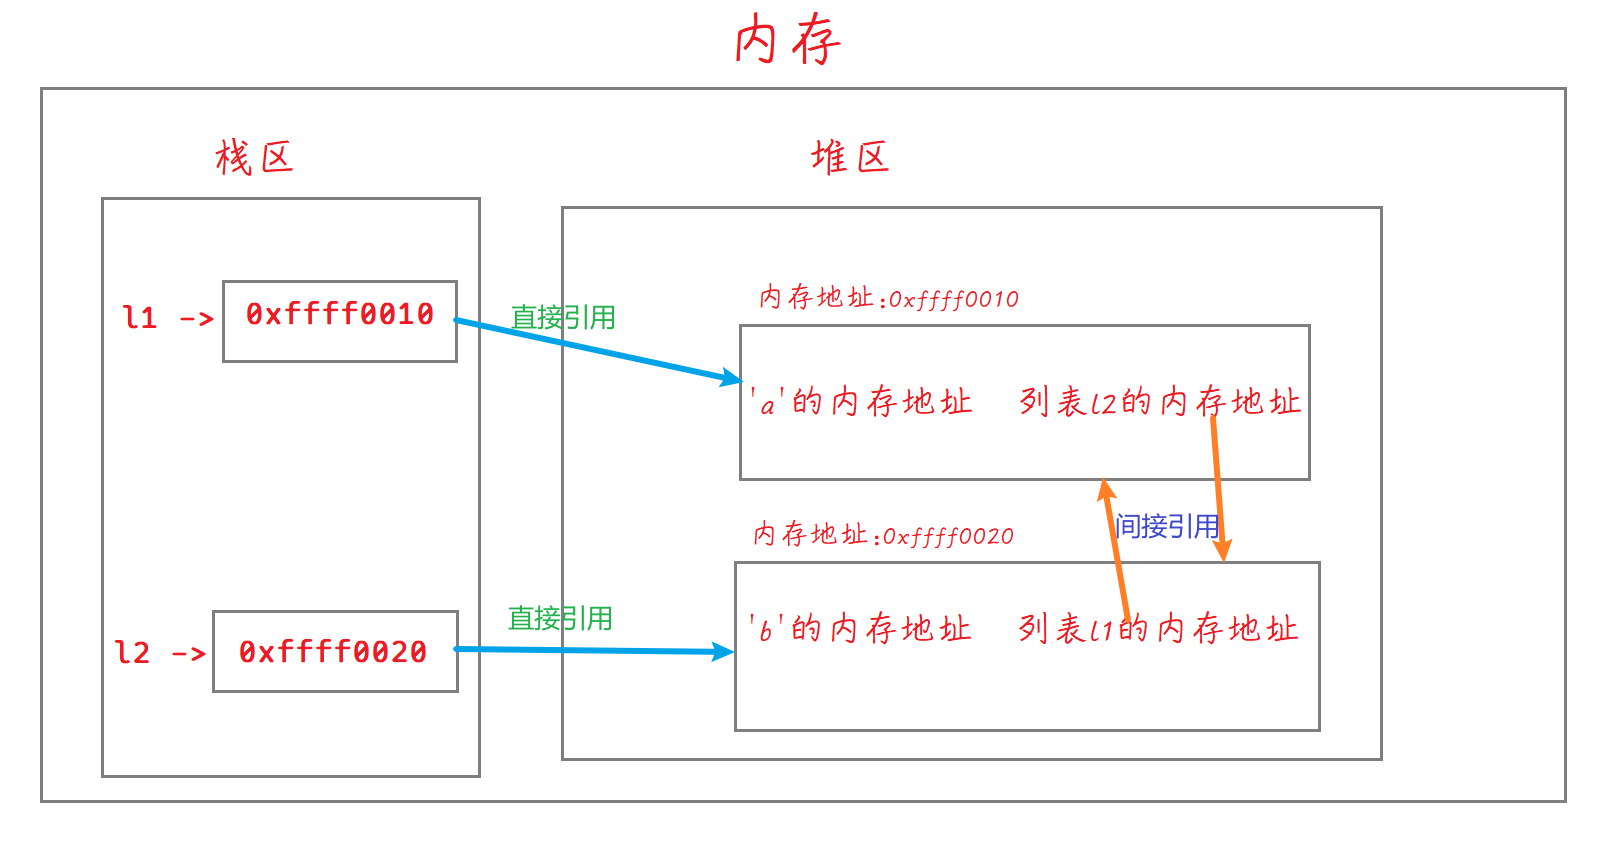 内存
栈区
堆区
内存地址:0xffff0010
l1 -> 0xffff0010
直接引用
'a'的内存地址 列表l2的内存地址
间接引用
内存地址:0xffff0020
直接引用
'b'的内存地址 列表l1的内存地址
l2 -> 0xffff0020